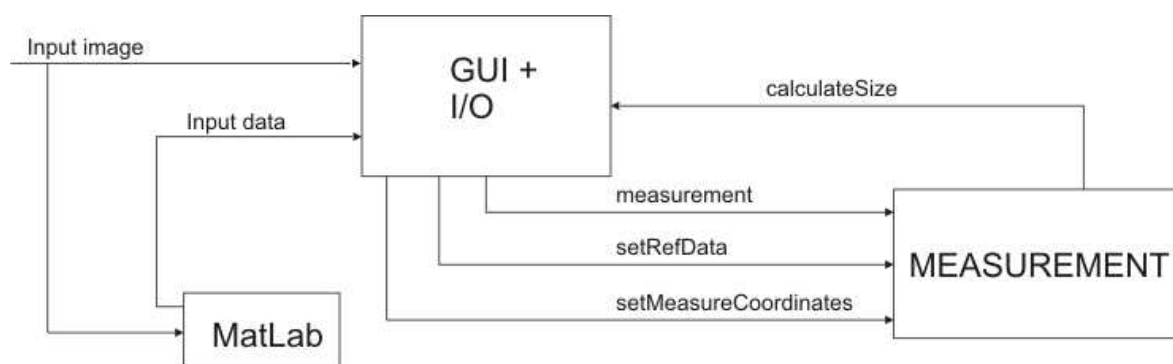 Input image
GUI +
I/O
calculateSize
Input data
measurement
setRefData
MEASUREMENT
setMeasureCoordinates
MatLab